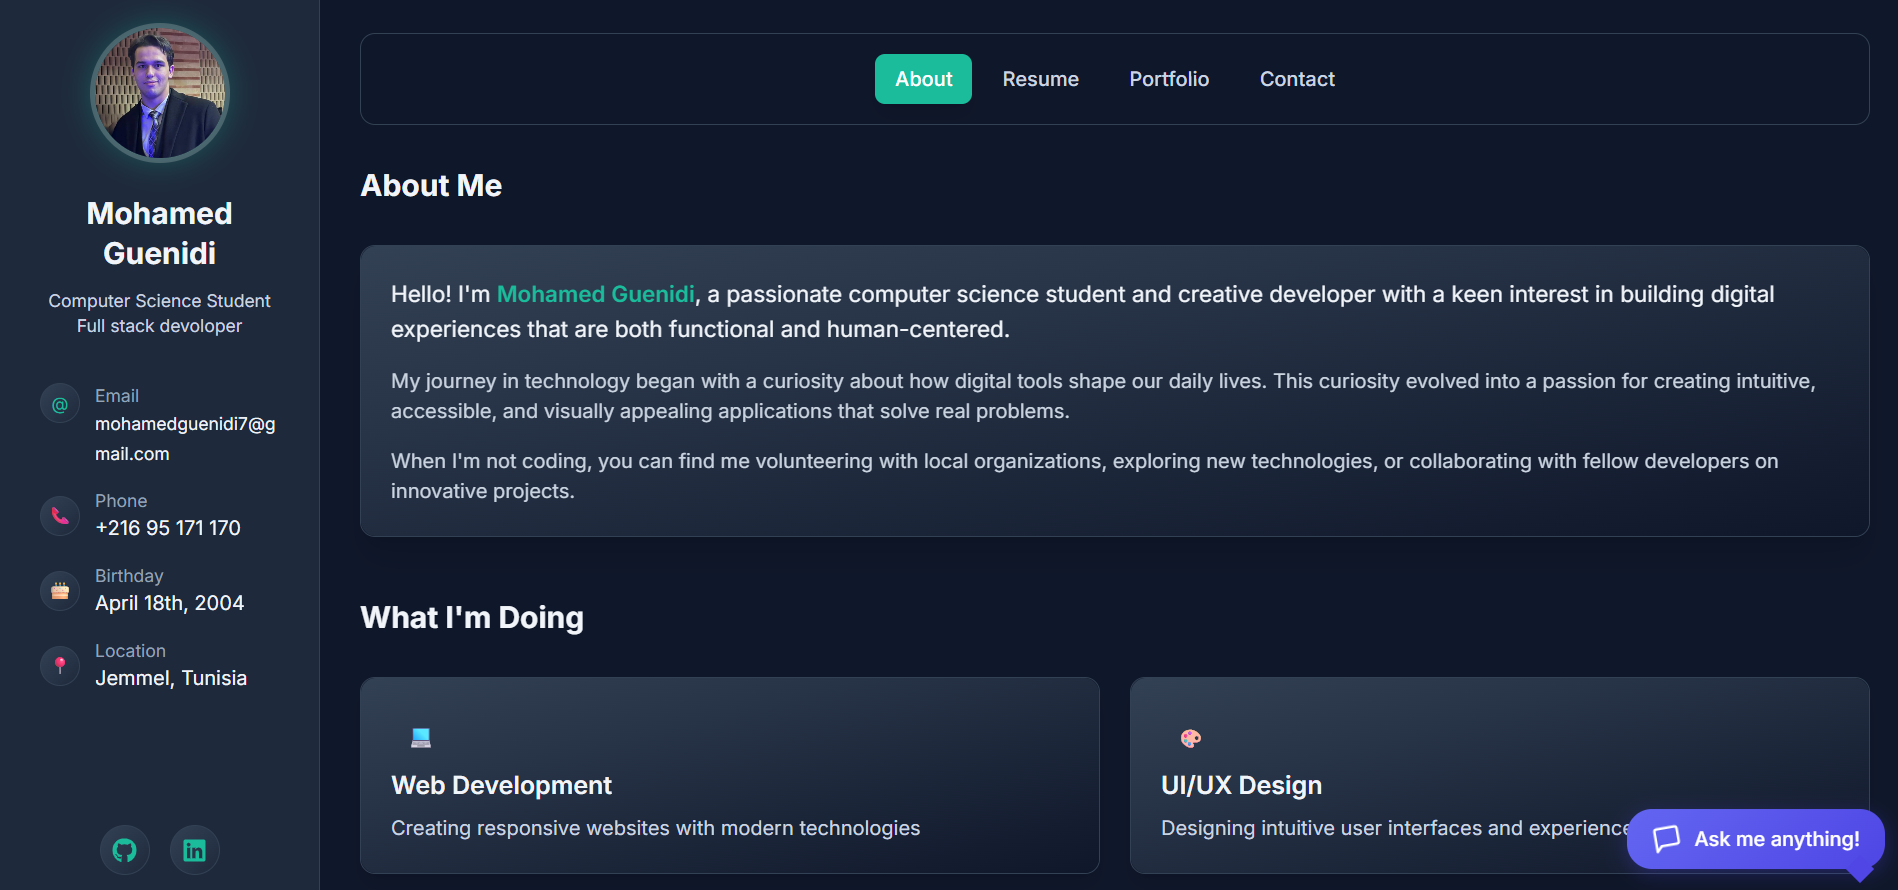 Mohamed
Guenidi
Computer Science Student
Full stack devoloper
@
Email
mohamedguenidi7@g
mail.com
Phone
+216 95 171 170
Birthday
April 18th, 2004
Location
Jemmel, Tunisia
in
About Resume Portfolio Contact
About Me
Hello! I'm Mohamed Guenidi, a passionate computer science student and creative developer with a keen interest in building digital
experiences that are both functional and human-centered.
My journey in technology began with a curiosity about how digital tools shape our daily lives. This curiosity evolved into a passion for creating intuitive,
accessible, and visually appealing applications that solve real problems.
When I'm not coding, you can find me volunteering with local organizations, exploring new technologies, or collaborating with fellow developers on
innovative projects.
What I'm Doing
Web Development
Creating responsive websites with modern technologies
UI/UX Design
Designing intuitive user interfaces and experience
Ask me anything!